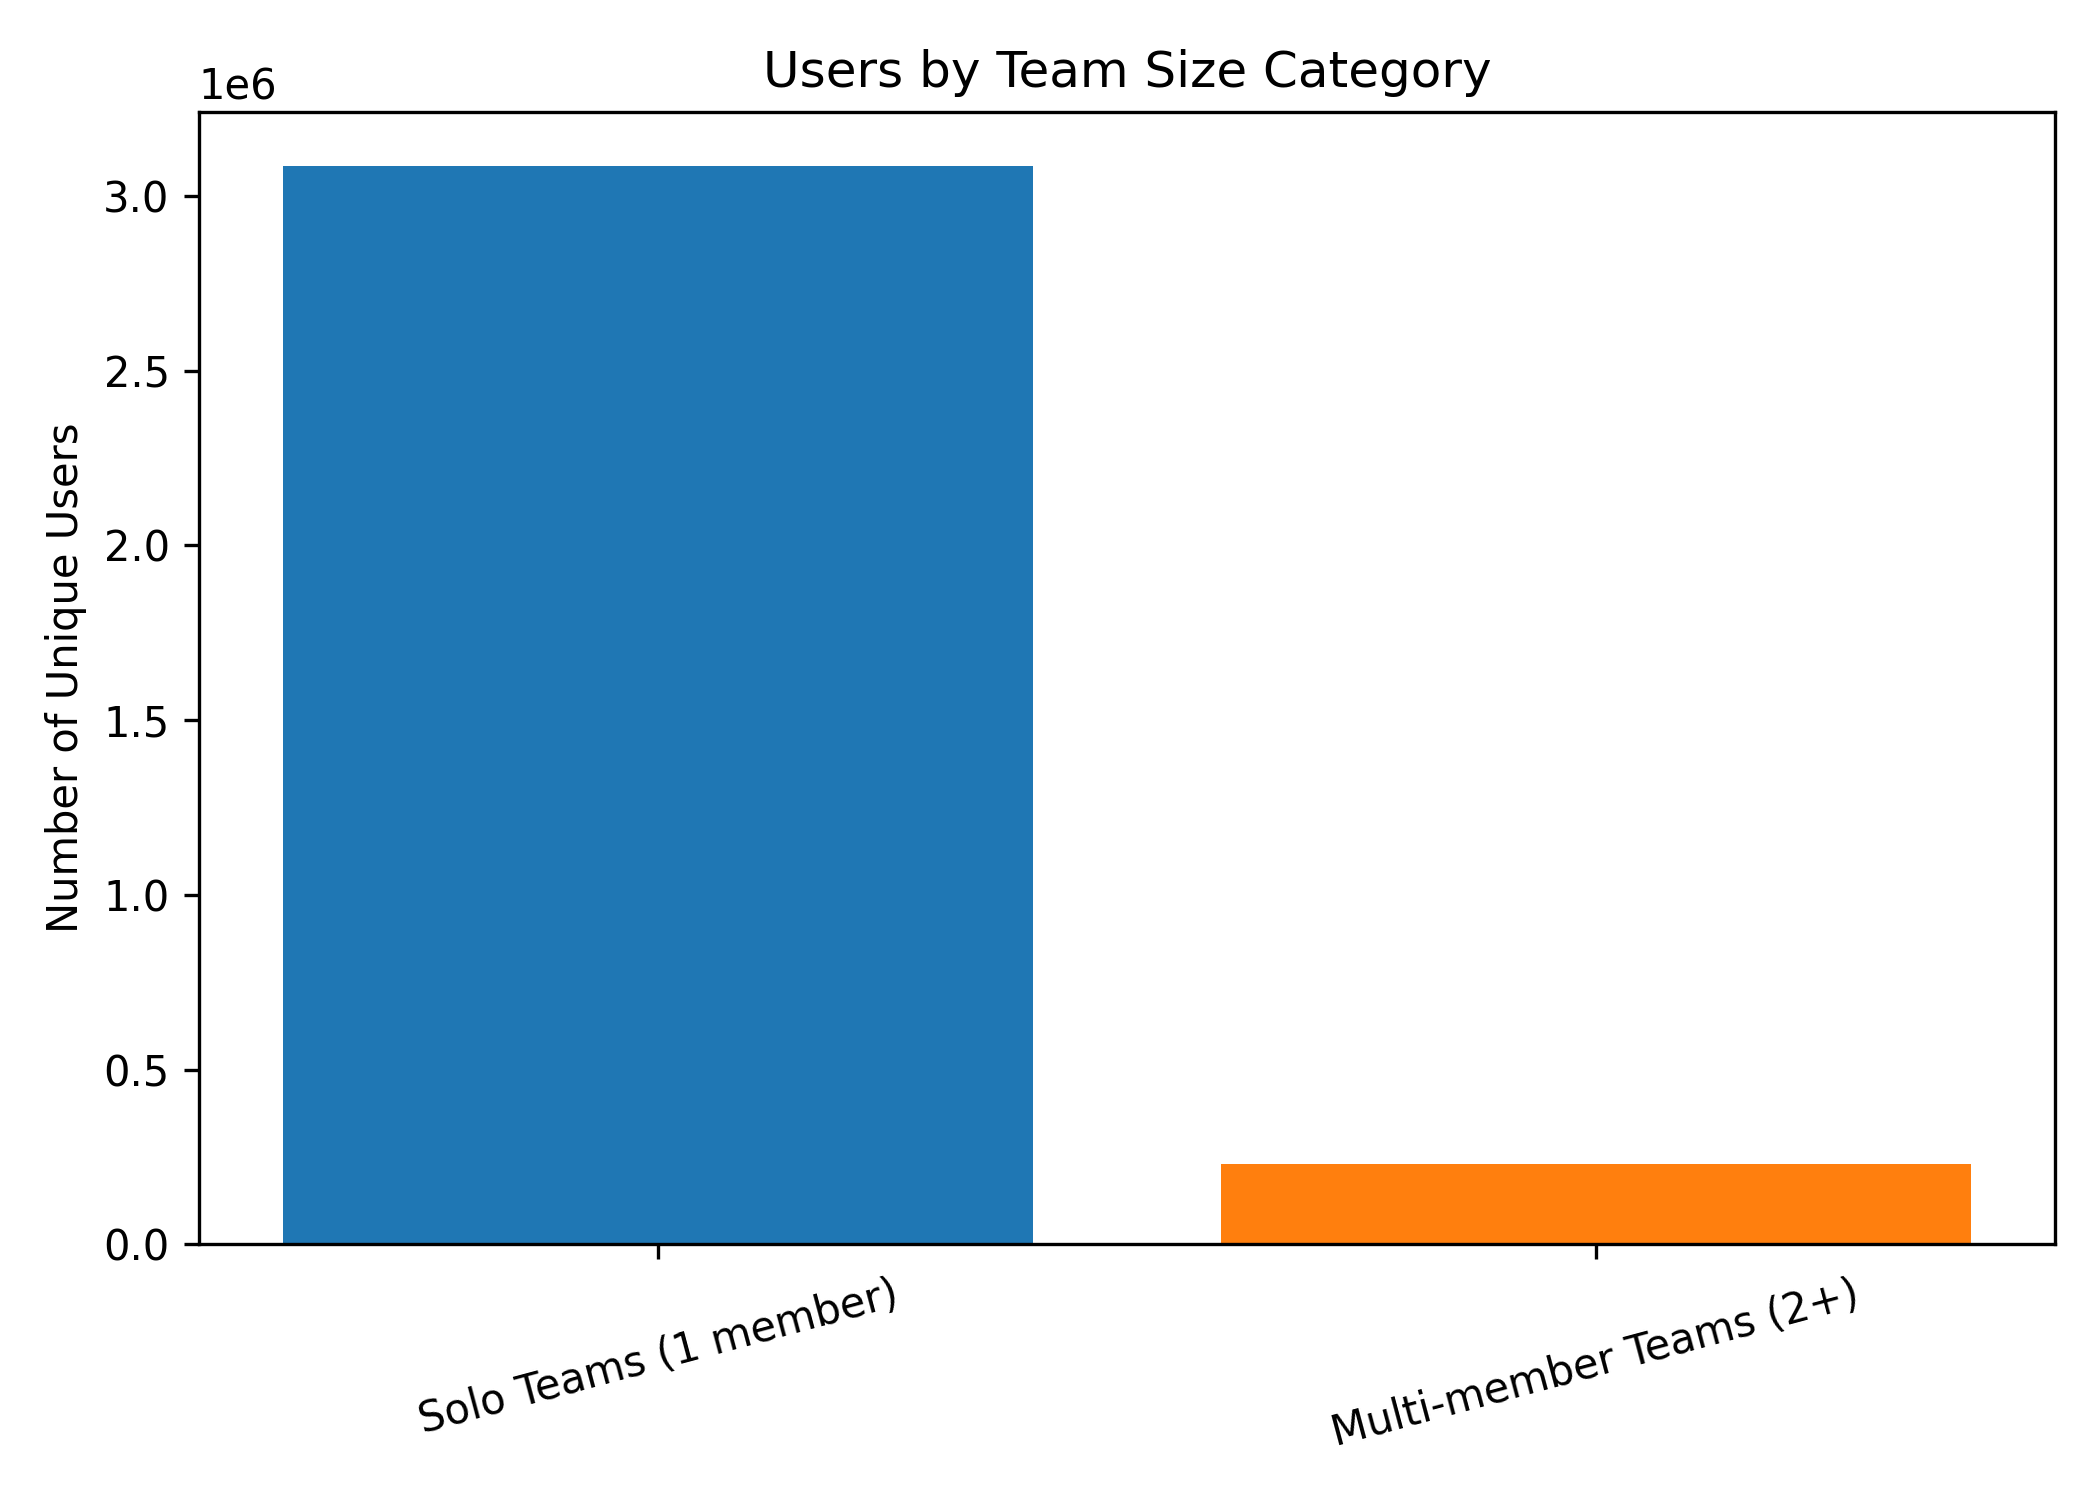 Users by Team Size Category
1e6
3.0
2.5
2.0
1.5
1.0
0.5
0.0
Number of Unique Users
Solo Teams (1 member)
Multi-member Teams (2+)